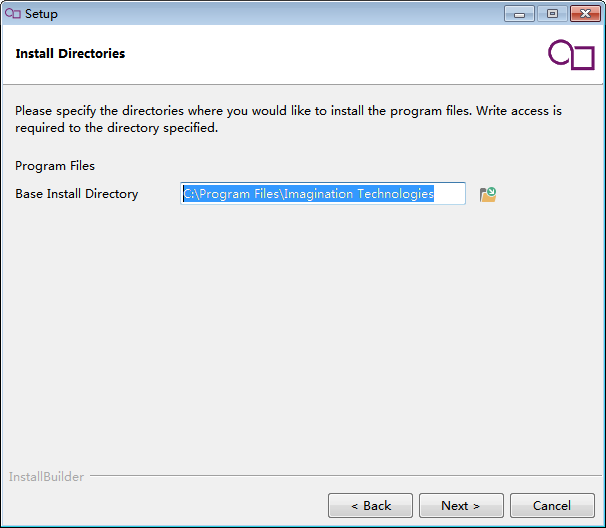 Setup
Install Directories
Please specify the directories where you would like to install the program files. Write access is
required to the directory specified.
Program Files
Base Install Directory C:\Program Files\Imagination Technologies
InstallBuilder
< Back Next > Cancel